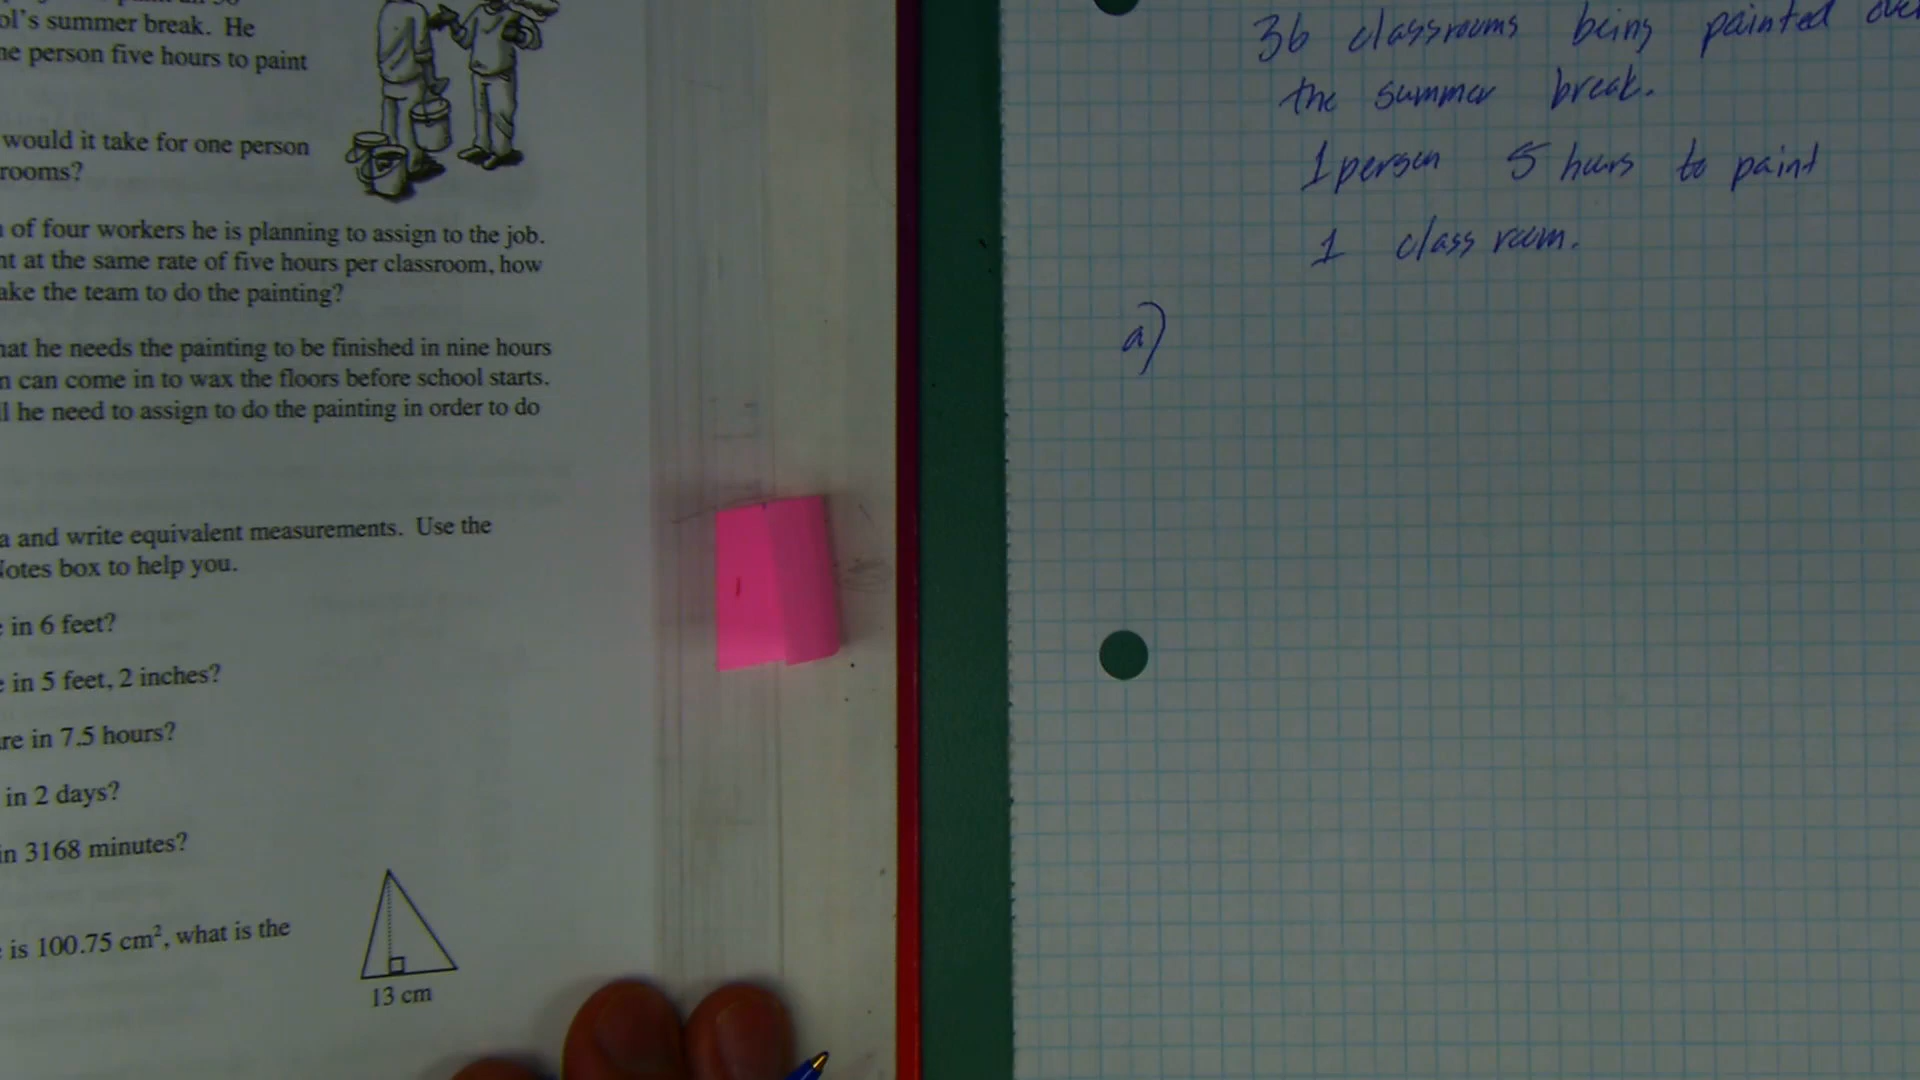 ol's summer break. He
ne person five hours to paint
would it take for one person
rooms?
of four workers he is planning to assign to the job.
nt at the same rate of five hours per classroom, how
ake the team to do the painting?
hat he needs the painting to be finished in nine hours
n can come in to wax the floors before school starts.
ll he need to assign to do the painting in order to do
a and write equivalent measurements. Use the
Notes box to help you.
in 6 feet?
e in 5 feet, 2 inches?
re in 7.5 hours?
in 2 days?
in 3168 minutes?
is 100.75 cm², what is the
13 cm
36 classrooms being painted over
the summer break.
1 person 5 hours to paint
1 class room.
a)